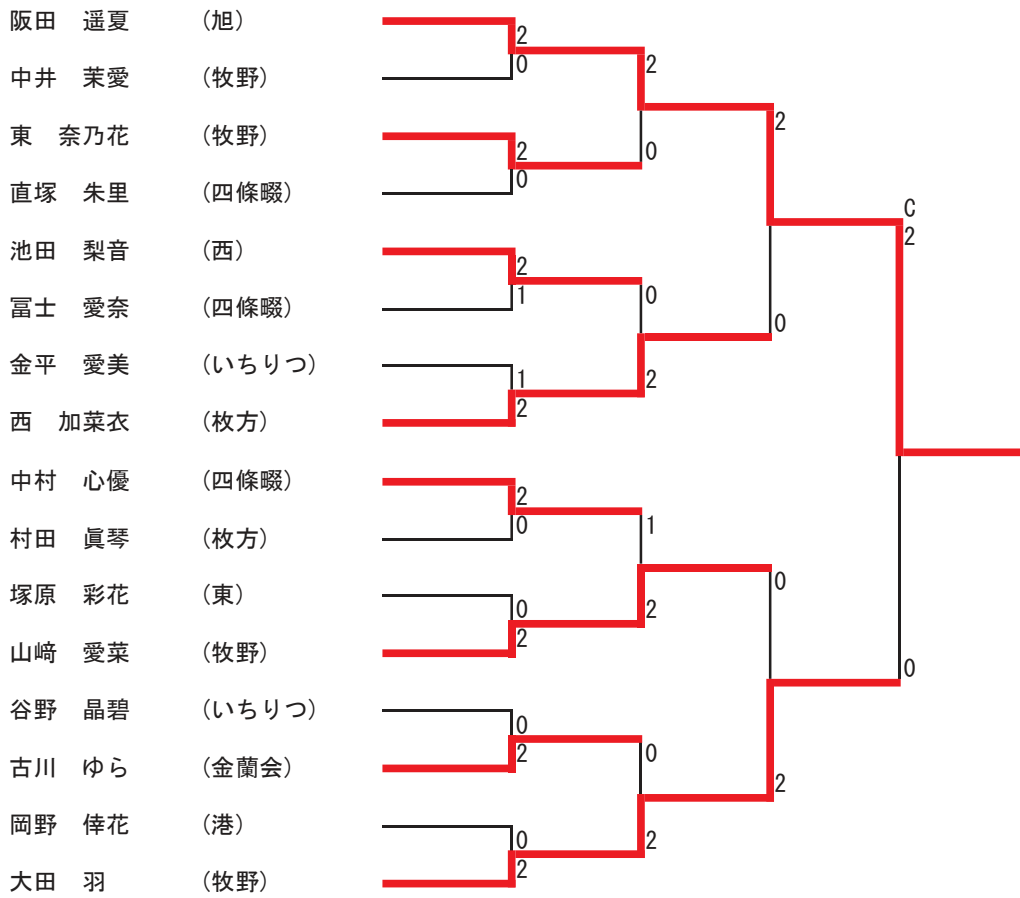 阪田　遥夏　(旭)
2
2
0
中井　茉愛　(牧野)
2
東　奈乃花　(牧野)
2
0
0
直塚　朱里　(四條畷)
C
2
池田　梨音　(西)
2
0
1
冨士　愛奈　(四條畷)
0
金平　愛美　(いちりつ)
1
2
2
西　加菜衣　(枚方)
中村　心優　(四條畷)
2
1
0
村田　眞琴　(枚方)
0
塚原　彩花　(東)
0
2
2
山﨑　愛菜　(牧野)
0
谷野　晶碧　(いちりつ)
0
0
2
古川　ゆら　(金蘭会)
2
岡野　倖花　(港)
0
2
2
大田　羽　(牧野)